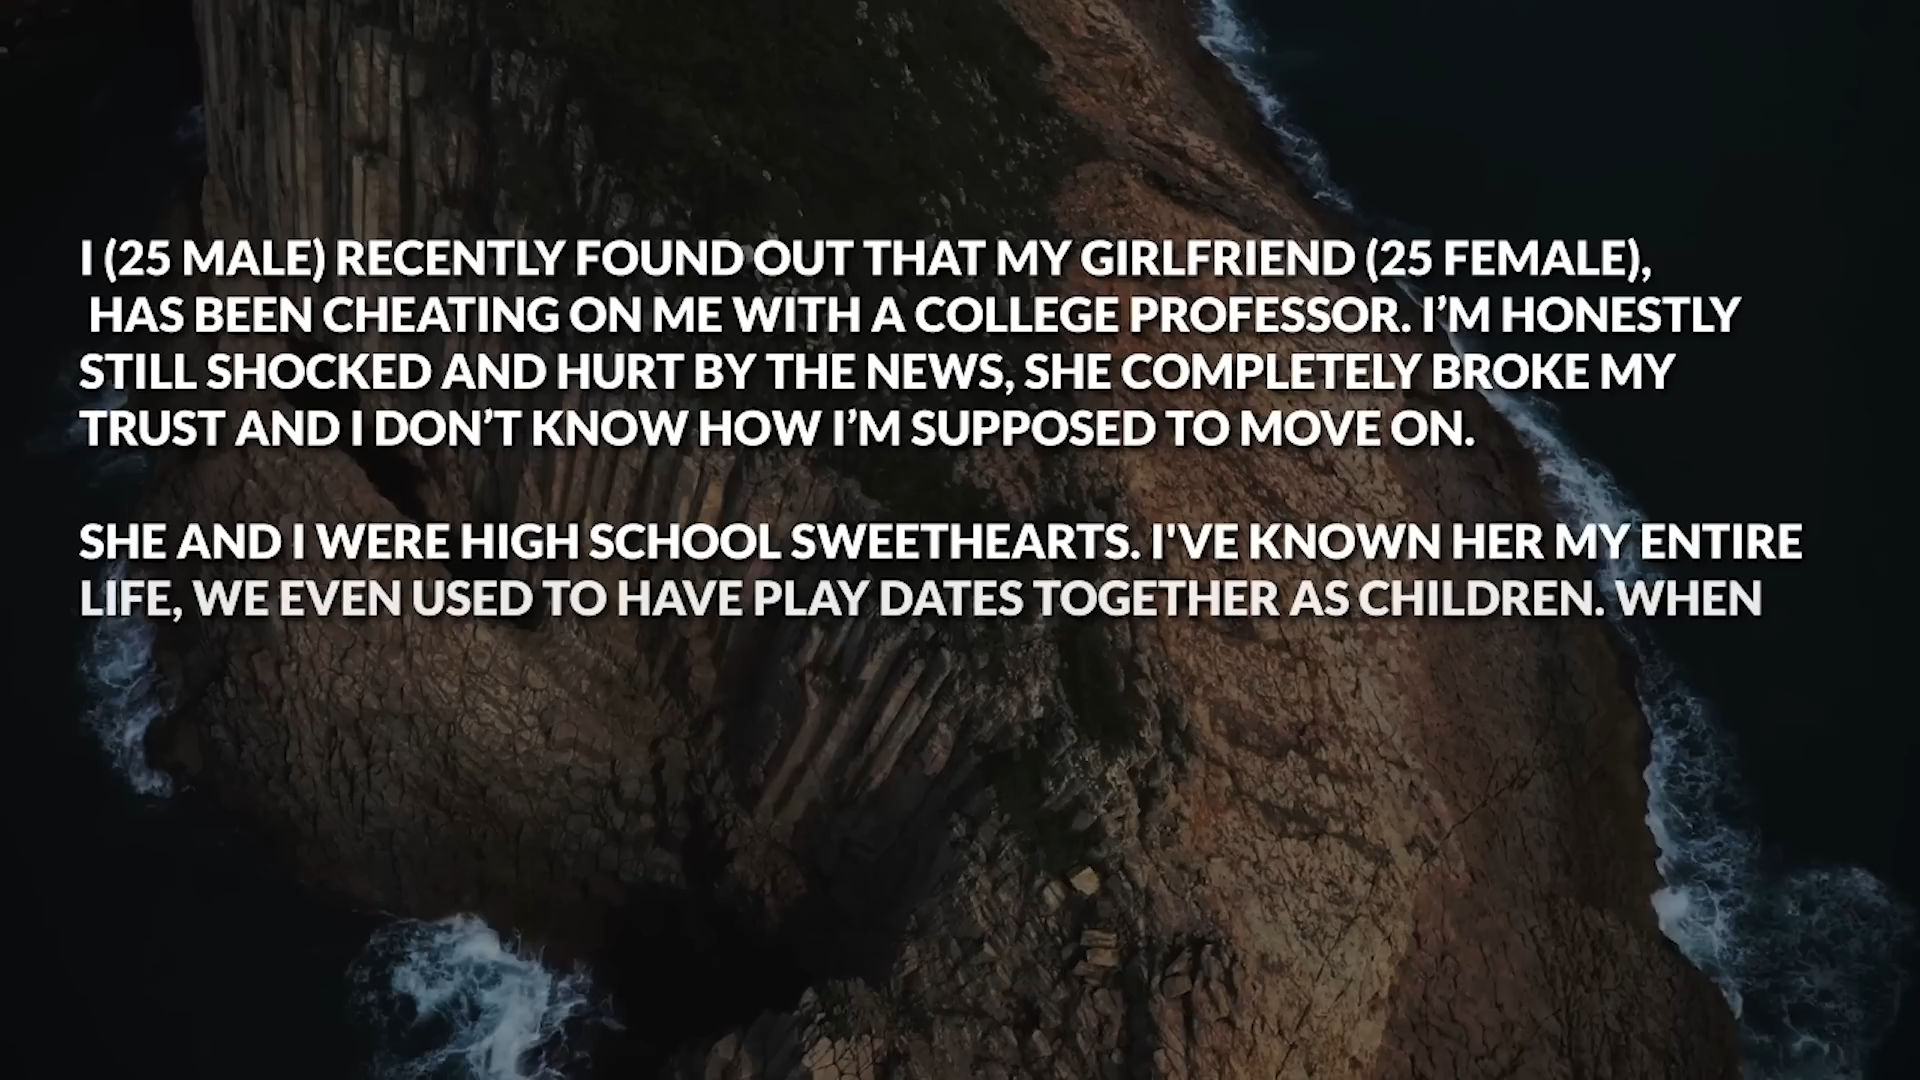 I (25 MALE) RECENTLY FOUND OUT THAT MY GIRLFRIEND (25 FEMALE),
HAS BEEN CHEATING ON ME WITH A COLLEGE PROFESSOR. I’M HONESTLY
STILL SHOCKED AND HURT BY THE NEWS, SHE COMPLETELY BROKE MY
TRUST AND I DON’T KNOW HOW I’M SUPPOSED TO MOVE ON.
SHE AND I WERE HIGH SCHOOL SWEETHEARTS. I'VE KNOWN HER MY ENTIRE
LIFE, WE EVEN USED TO HAVE PLAY DATES TOGETHER AS CHILDREN. WHEN